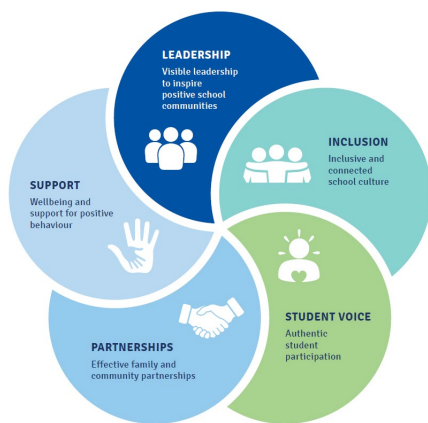 LEADERSHIP
Visible leadership
to inspire
positive school
communities
INCLUSION
Inclusive and
connected
school culture
STUDENT VOICE
Authentic
student
participation
PARTNERSHIPS
Effective family and
community partnerships
SUPPORT
Wellbeing and
support for positive
behaviour